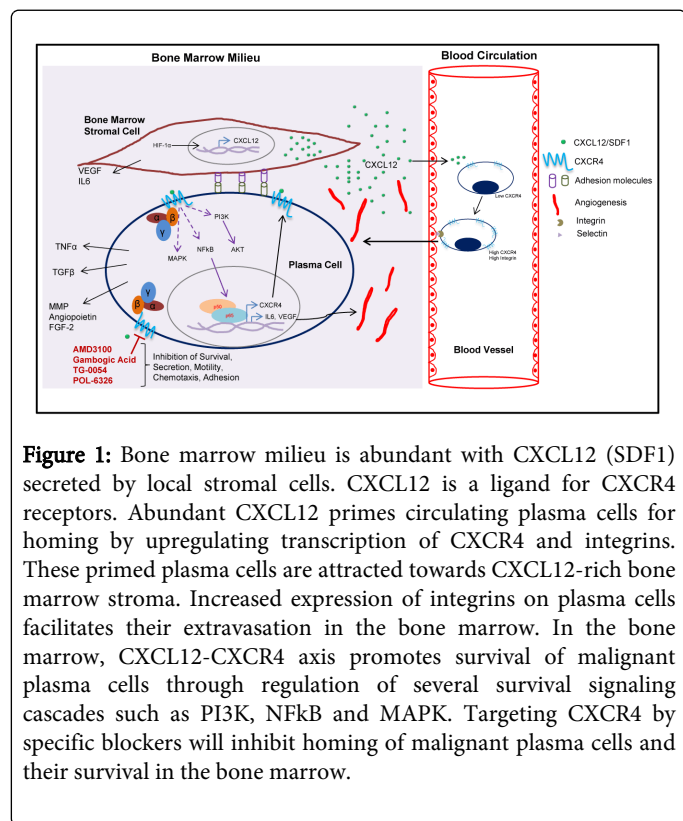 Bone Marrow Milieu
Blood Circulation
Bone Marrow
Stromal Cell
HIF-1α
CXCL12
VEGF
IL6
CXCL12
CXCL12/SDF1
CXCR4
Adhesion molecules
Angiogenesis
Integrin
Selectin
Low CXCR4
High CXCR4
High Integrin
Blood Vessel
α
β
γ
PI3K
NFkB
AKT
MAPK
Plasma Cell
TNFα
TGFβ
MMP
Angiopoietin
FGF-2
γ
β
α
p50
p65
CXCR4
IL6, VEGF
AMD3100
Gambogic Acid
TG-0054
POL-6326
Inhibition of Survival,
Secretion, Motility,
Chemotaxis, Adhesion
Figure 1: Bone marrow milieu is abundant with CXCL12 (SDF1)
secreted by local stromal cells. CXCL12 is a ligand for CXCR4
receptors. Abundant CXCL12 primes circulating plasma cells for
homing by upregulating transcription of CXCR4 and integrins.
These primed plasma cells are attracted towards CXCL12-rich bone
marrow stroma. Increased expression of integrins on plasma cells
facilitates their extravasation in the bone marrow. In the bone
marrow, CXCL12-CXCR4 axis promotes survival of malignant
plasma cells through regulation of several survival signaling
cascades such as PI3K, NFkB and MAPK. Targeting CXCR4 by
specific blockers will inhibit homing of malignant plasma cells and
their survival in the bone marrow.